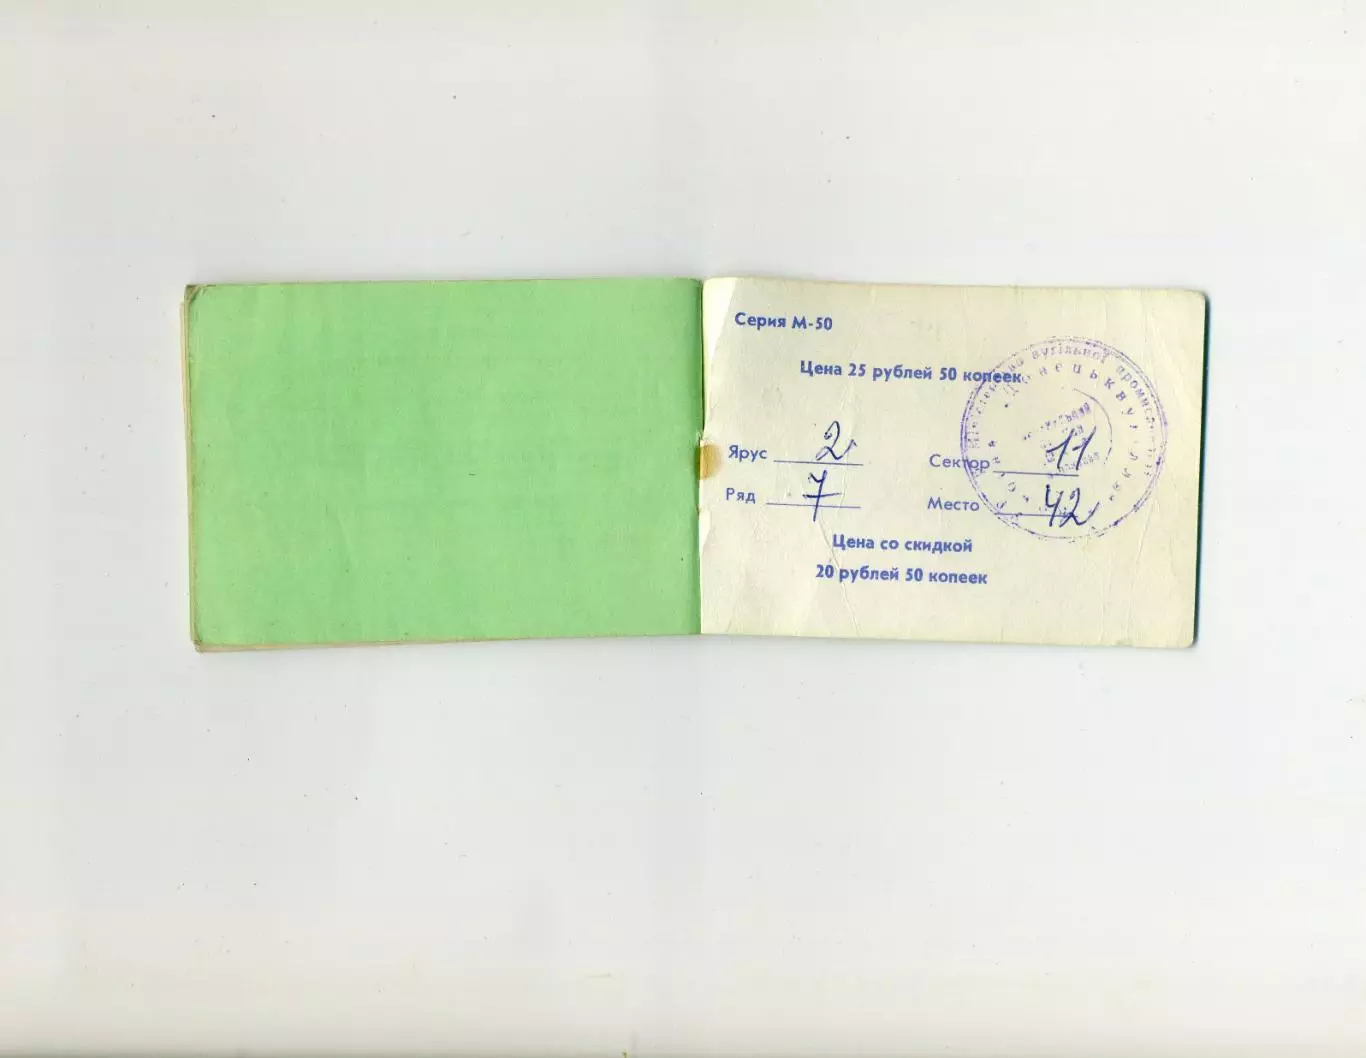 Серия М-50
Цена 25 рублей 50 копеек
Ярус 2 Сектор 11
Ряд 7 Место 42
Цена со скидкой
20 рублей 50 копеек
вугільної